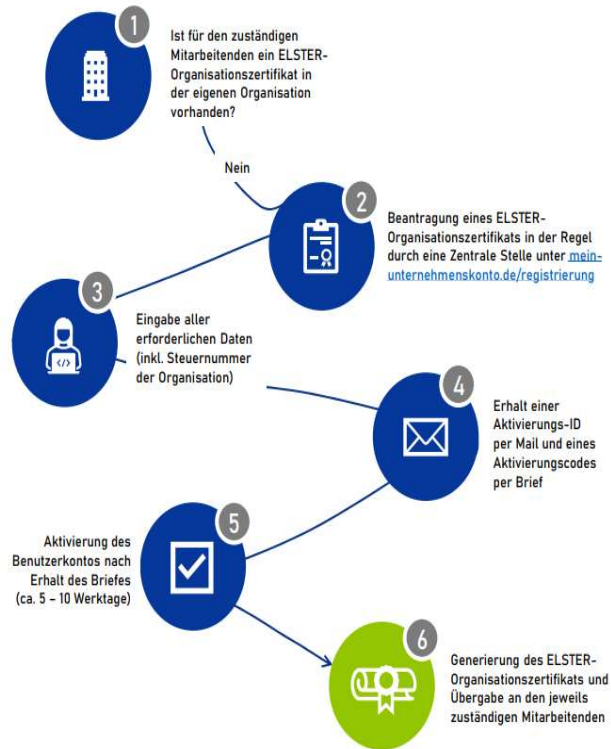 1
Ist für den zuständigen
Mitarbeitenden ein ELSTER-
Organisationszertifikat in
der eigenen Organisation
vorhanden?
Nein
2
Beantragung eines ELSTER-
Organisationszertifikats in der Regel
durch eine Zentrale Stelle unter mein-
unternehmenskonto.de/registrierung
3
Eingabe aller
erforderlichen Daten
(inkl. Steuernummer
der Organisation)
</>
4
Erhalt einer
Aktivierungs-ID
per Mail und eines
Aktivierungscodes
per Brief
5
Aktivierung des
Benutzerkontos nach
Erhalt des Briefes
(ca. 5 – 10 Werktage)
6
Generierung des ELSTER-
Organisationszertifikats und
Übergabe an den jeweils
zuständigen Mitarbeitenden